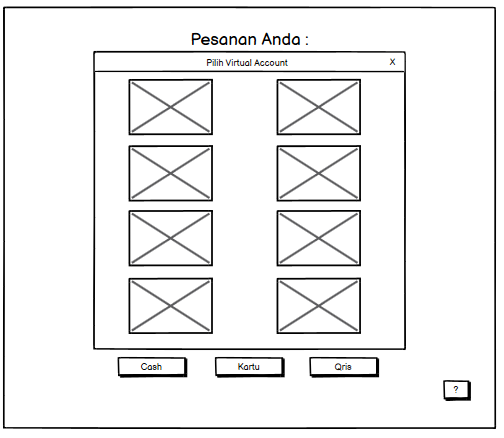 Pesanan Anda :
Pilih Virtual Account X
Cash Kartu Qris
?